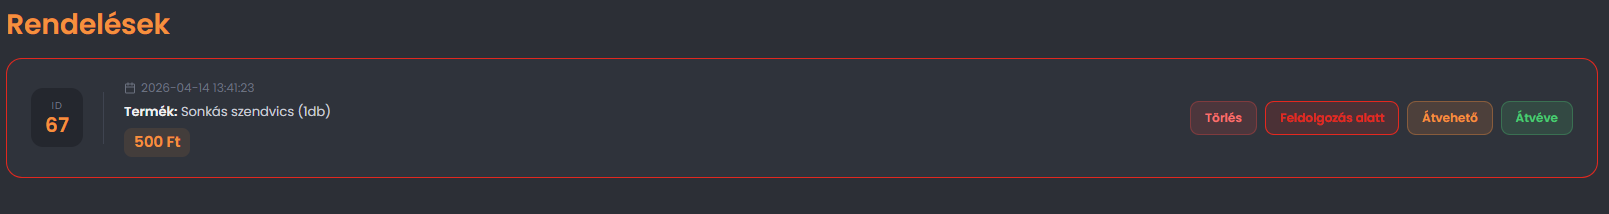 Rendelések
ID
67
2026-04-14 13:41:23
Termék: Sonkás szendvics (1db)
500 Ft
Törlés
Feldolgozás alatt
Átvehető
Átvéve